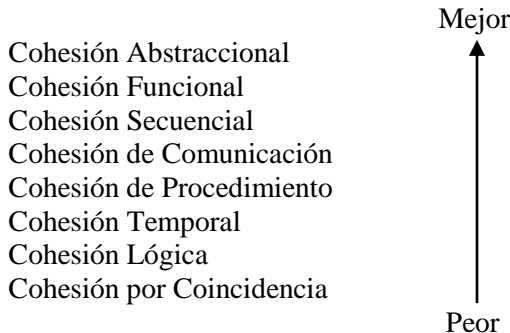 Mejor
Cohesión Abstraccional
Cohesión Funcional
Cohesión Secuencial
Cohesión de Comunicación
Cohesión de Procedimiento
Cohesión Temporal
Cohesión Lógica
Cohesión por Coincidencia
Peor